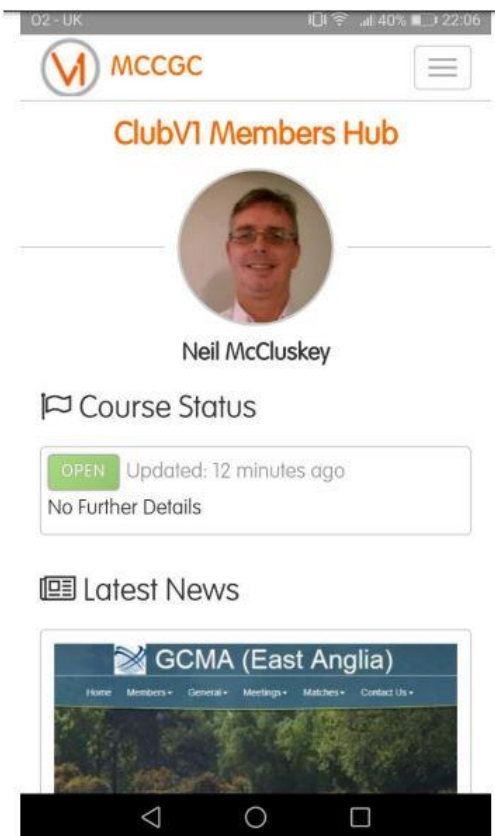 O2 - UK 40% 22:06
V1 MCCGC
ClubV1 Members Hub
Neil McCluskey
Course Status
OPEN Updated: 12 minutes ago
No Further Details
Latest News
GCMA (East Anglia)
Home Members General Meetings Matches Contact Us